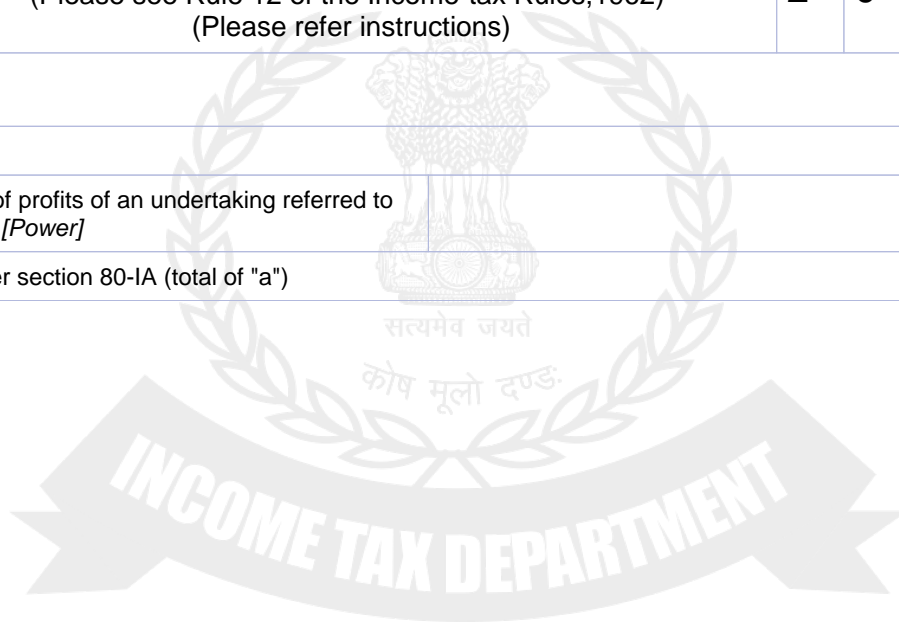 (Please see Rule 12 of the Income-tax Rules,1962)
(Please refer instructions)
of profits of an undertaking referred to
[Power]
er section 80-IA (total of "a")
सत्यमेव जयते
कोष मूलो दण्डः
INCOME TAX DEPARTMENT